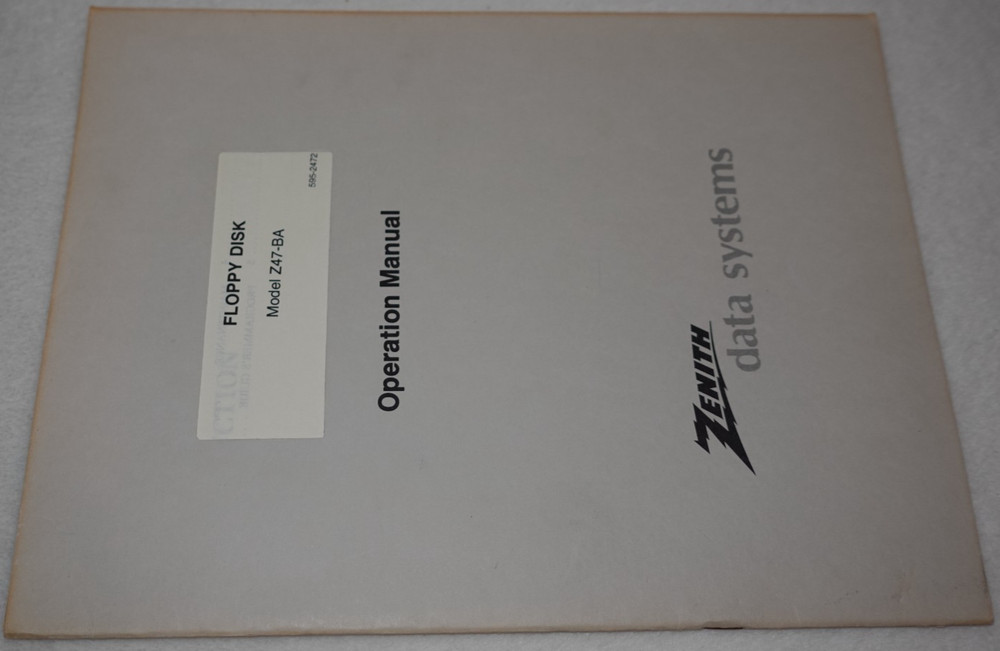 FLOPPY DISK
Model Z47-BA
595-2472
Operation Manual
ZENITH
data systems